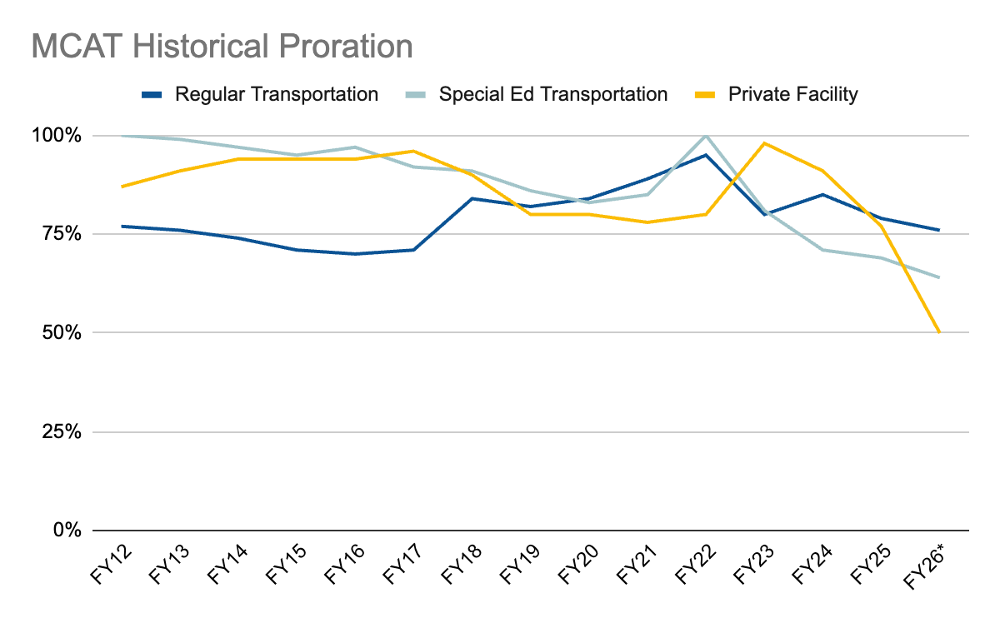 MCAT Historical Proration
Regular Transportation Special Ed Transportation Private Facility
100%
75%
50%
25%
0%
FY12 FY13 FY14 FY15 FY16 FY17 FY18 FY19 FY20 FY21 FY22 FY23 FY24 FY25 FY26*